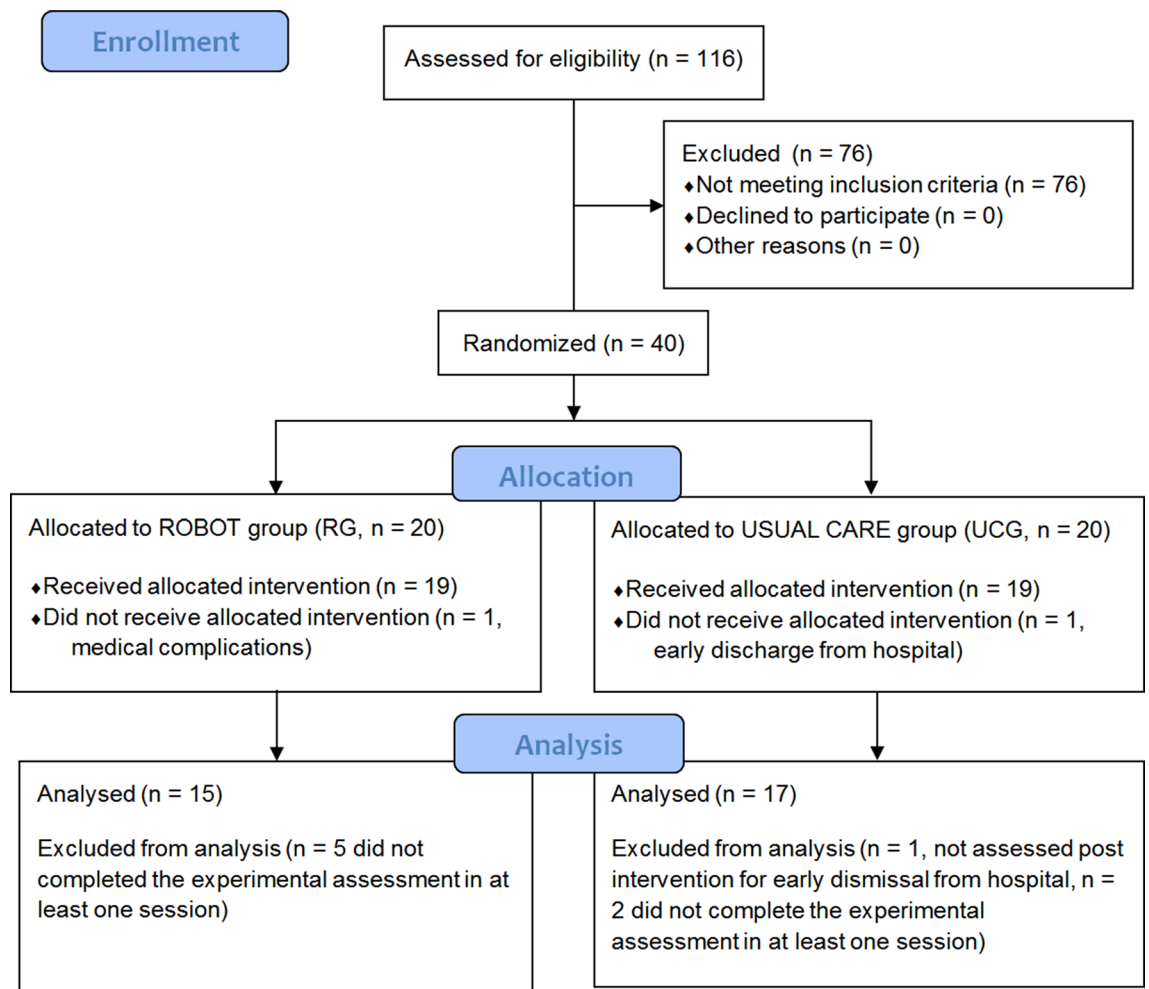 Enrollment
Assessed for eligibility (n = 116)
Excluded (n = 76)
♦Not meeting inclusion criteria (n = 76)
♦Declined to participate (n = 0)
♦Other reasons (n = 0)
Randomized (n = 40)
Allocation
Allocated to ROBOT group (RG, n = 20)
♦Received allocated intervention (n = 19)
♦Did not receive allocated intervention (n = 1,
medical complications)
Allocated to USUAL CARE group (UCG, n = 20)
♦Received allocated intervention (n = 19)
♦Did not receive allocated intervention (n = 1,
early discharge from hospital)
Analysis
Analysed (n = 15)
Excluded from analysis (n = 5 did not
completed the experimental assessment in at
least one session)
Analysed (n = 17)
Excluded from analysis (n = 1, not assessed post
intervention for early dismissal from hospital, n =
2 did not complete the experimental
assessment in at least one session)